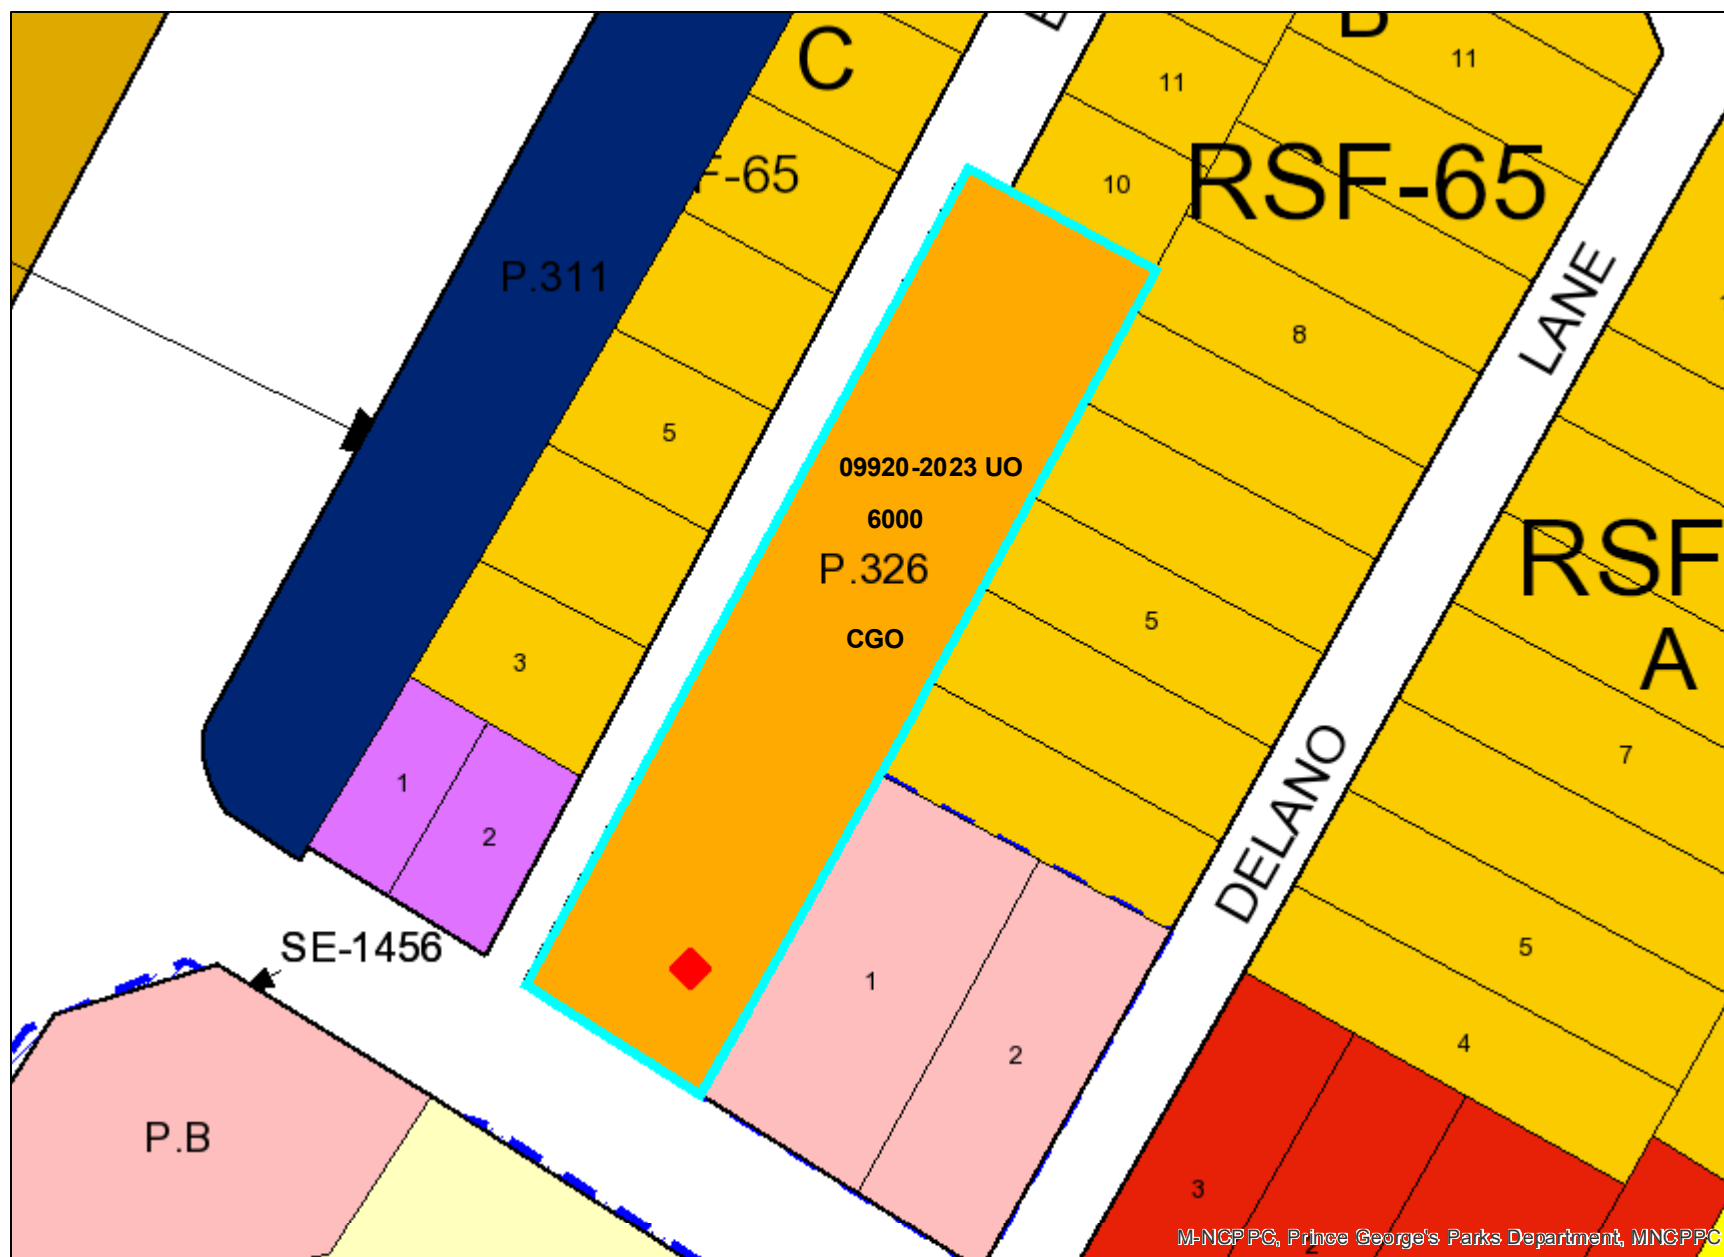 C
B
11
11
F-65
10
RSF-65
P.311
LANE
8
5
09920-2023 UO
6000
P.326
RSF
CGO
5
A
3
7
1
2
DELANO
SE-1456
5
1
4
2
P.B
3
2
M-NCPPC, Prince George's Parks Department, MNCPPC